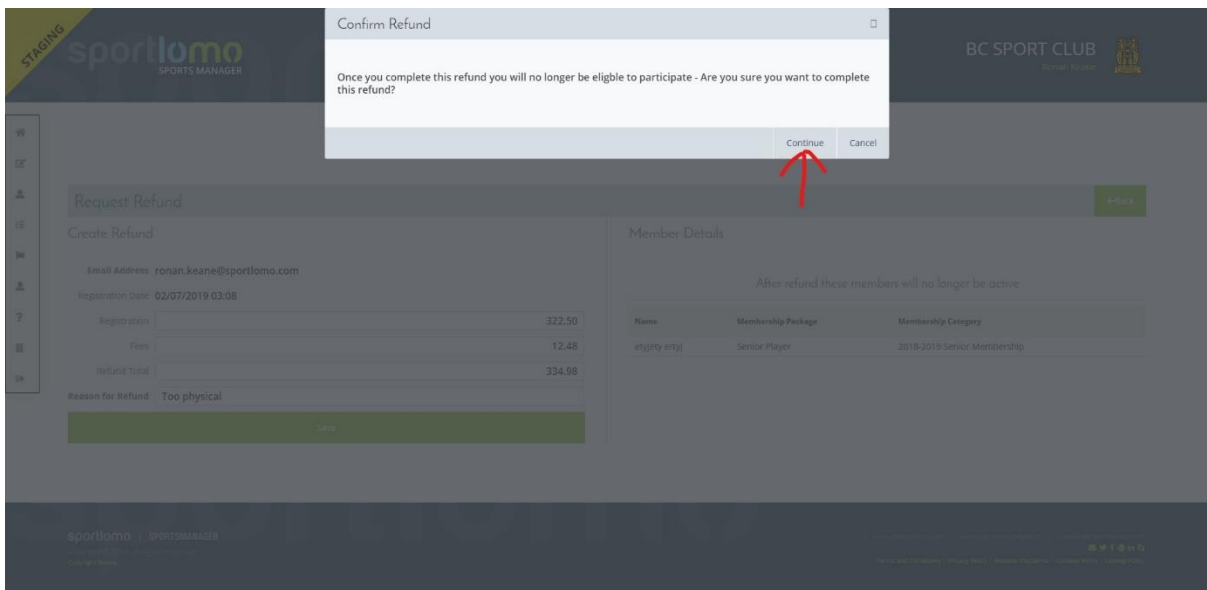 STAGING
sportlomo
SPORTS MANAGER
Confirm Refund
Once you complete this refund you will no longer be eligble to participate - Are you sure you want to complete
this refund?
Continue Cancel
BC SPORT CLUB
Ronan Keane
Request Refund
Back
Create Refund
Email Address ronan.keane@sportlomo.com
Registration Date 02/07/2019 03:08
Registration 322.50
Fees 12.48
Refund Total 334.98
Reason for Refund Too physical
Save
Member Details
After refund these members will no longer be active
Name Membership Package Membership Category
etyjety ertyj Senior Player 2018-2019 Senior Membership
sportlomo | SPORTSMANAGER